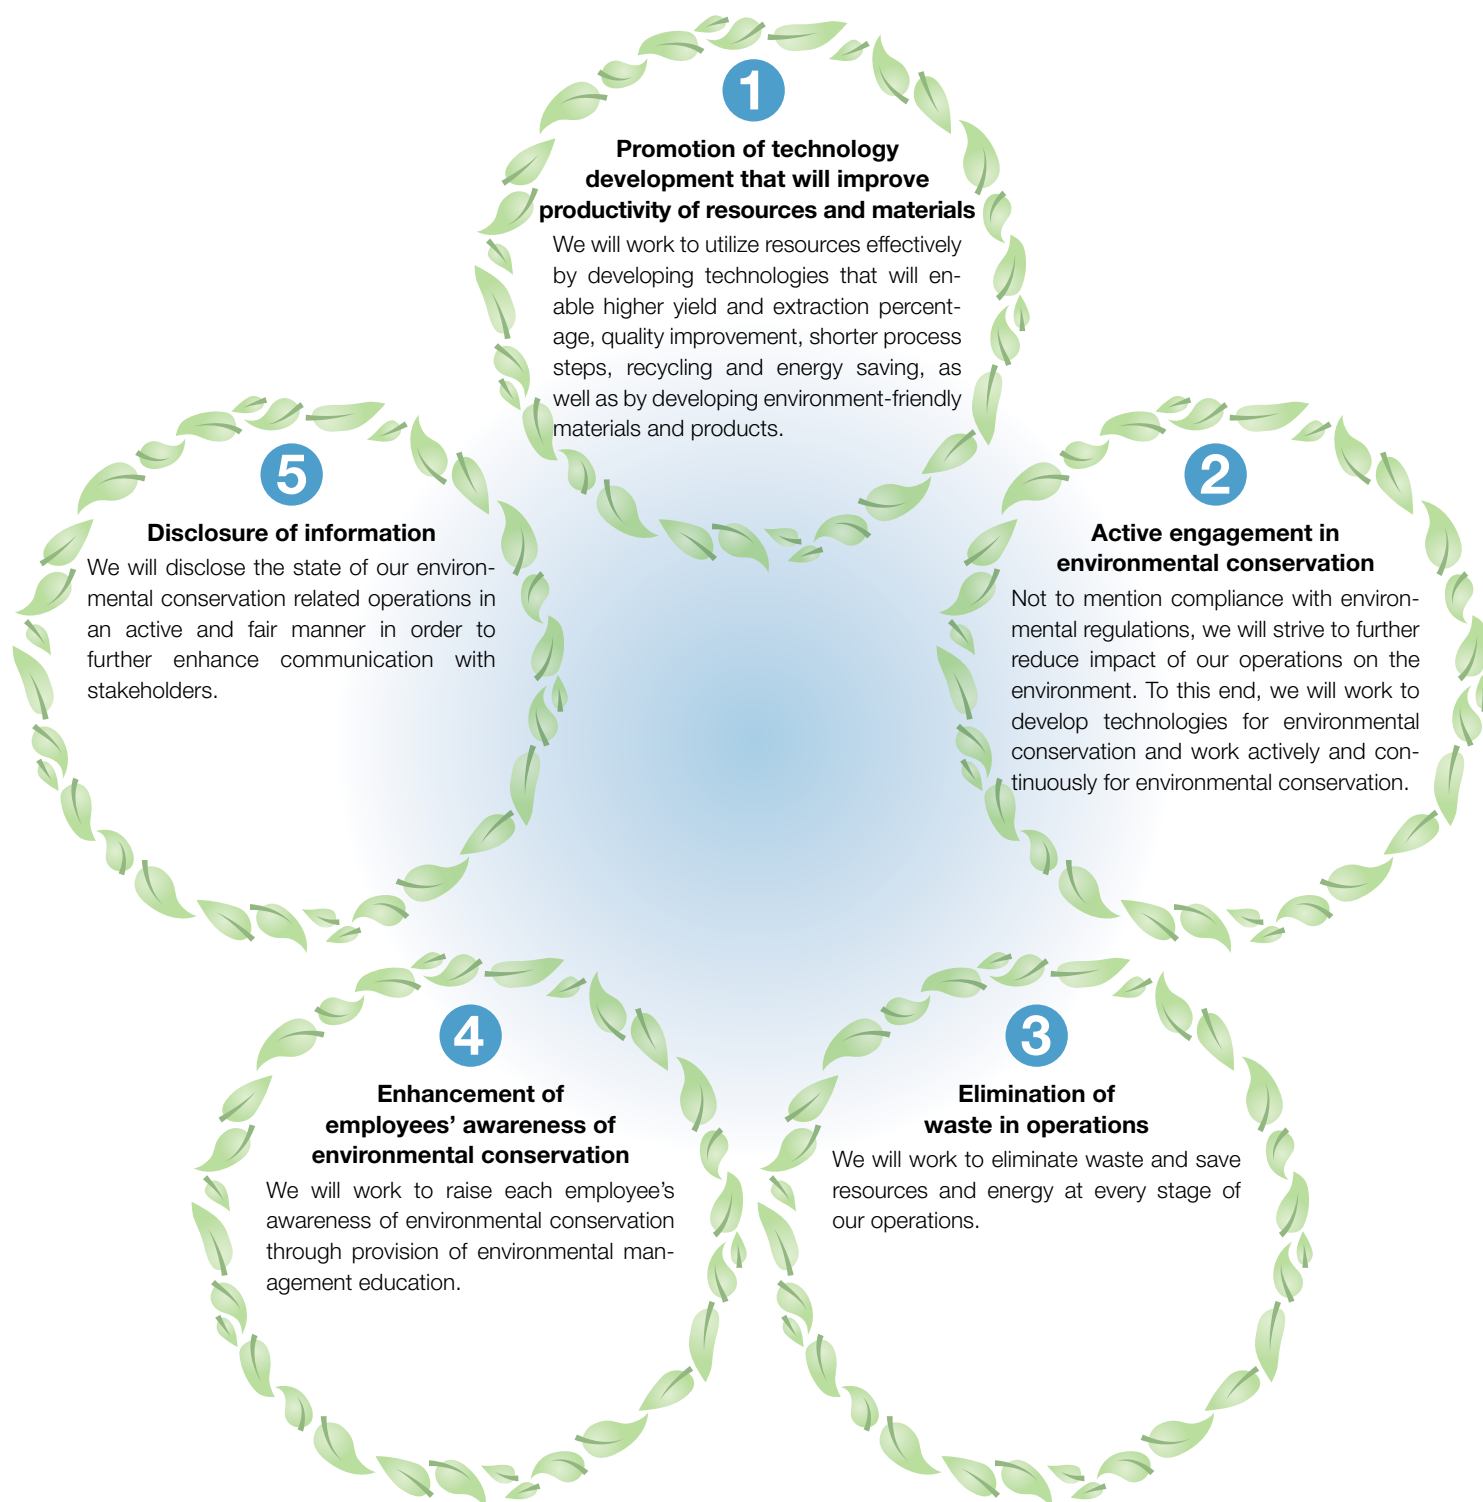 1
Promotion of technology
development that will improve
productivity of resources and materials
We will work to utilize resources effectively
by developing technologies that will en-
able higher yield and extraction percent-
age, quality improvement, shorter process
steps, recycling and energy saving, as
well as by developing environment-friendly
materials and products.
2
Active engagement in
environmental conservation
Not to mention compliance with environ-
mental regulations, we will strive to further
reduce impact of our operations on the
environment. To this end, we will work to
develop technologies for environmental
conservation and work actively and con-
tinuously for environmental conservation.
3
Elimination of
waste in operations
We will work to eliminate waste and save
resources and energy at every stage of
our operations.
4
Enhancement of
employees’ awareness of
environmental conservation
We will work to raise each employee’s
awareness of environmental conservation
through provision of environmental man-
agement education.
5
Disclosure of information
We will disclose the state of our environ-
mental conservation related operations in
an active and fair manner in order to
further enhance communication with
stakeholders.